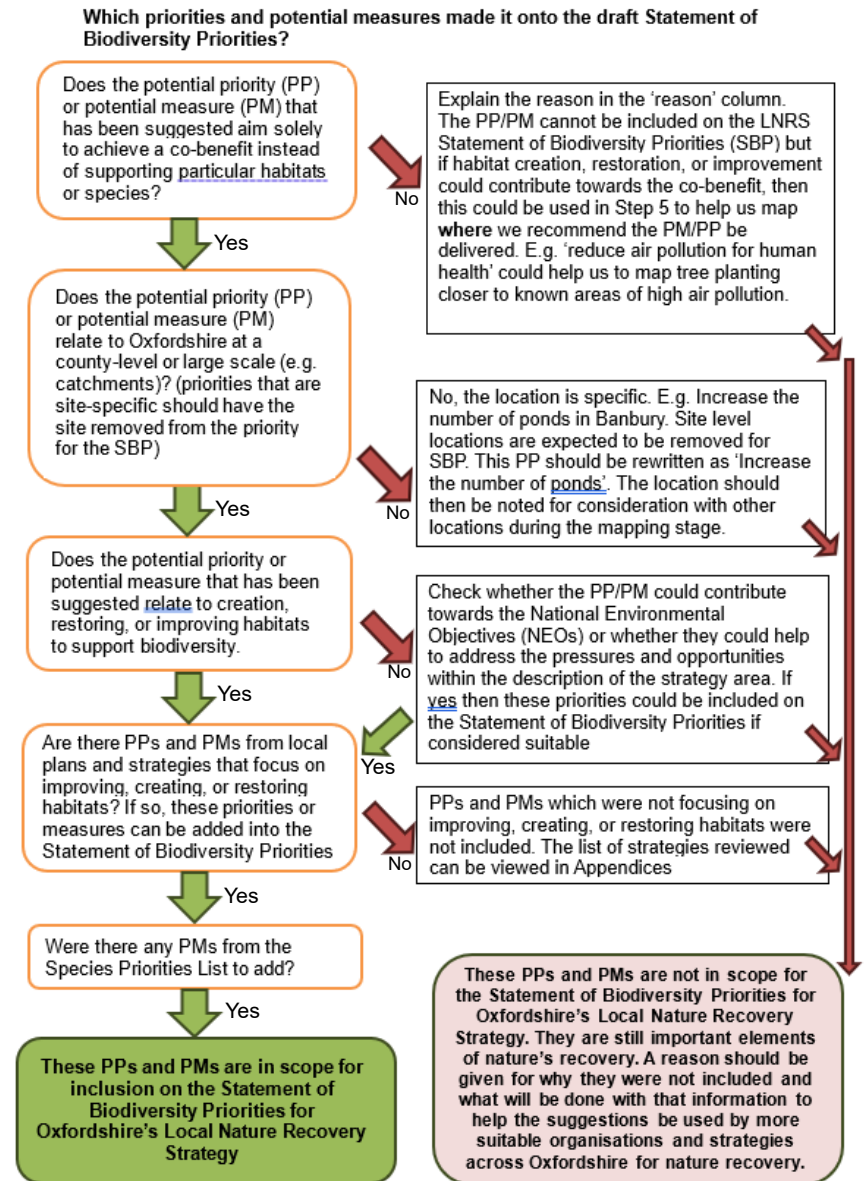 Which priorities and potential measures made it onto the draft Statement of
Biodiversity Priorities?
Does the potential priority (PP)
or potential measure (PM) that
has been suggested aim solely
to achieve a co-benefit instead
of supporting particular habitats
or species?
No
Explain the reason in the ‘reason’ column.
The PP/PM cannot be included on the LNRS
Statement of Biodiversity Priorities (SBP) but
if habitat creation, restoration, or improvement
could contribute towards the co-benefit, then
this could be used in Step 5 to help us map
where we recommend the PM/PP be
delivered. E.g. ‘reduce air pollution for human
health’ could help us to map tree planting
closer to known areas of high air pollution.
Yes
Does the potential priority (PP)
or potential measure (PM)
relate to Oxfordshire at a
county-level or large scale (e.g.
catchments)? (priorities that are
site-specific should have the
site removed from the priority
for the SBP)
No
No, the location is specific. E.g. Increase the
number of ponds in Banbury. Site level
locations are expected to be removed for
SBP. This PP should be rewritten as ‘Increase
the number of ponds’. The location should
then be noted for consideration with other
locations during the mapping stage.
Yes
Does the potential priority or
potential measure that has been
suggested relate to creation,
restoring, or improving habitats
to support biodiversity.
No
Check whether the PP/PM could contribute
towards the National Environmental
Objectives (NEOs) or whether they could help
to address the pressures and opportunities
within the description of the strategy area. If
yes then these priorities could be included on
the Statement of Biodiversity Priorities if
considered suitable
Yes
Yes
Are there PPs and PMs from local
plans and strategies that focus on
improving, creating, or restoring
habitats? If so, these priorities or
measures can be added into the
Statement of Biodiversity Priorities
No
PPs and PMs which were not focusing on
improving, creating, or restoring habitats were
not included. The list of strategies reviewed
can be viewed in Appendices
Yes
Were there any PMs from the
Species Priorities List to add?
Yes
These PPs and PMs are in scope for
inclusion on the Statement of
Biodiversity Priorities for
Oxfordshire’s Local Nature Recovery
Strategy
These PPs and PMs are not in scope for
the Statement of Biodiversity Priorities for
Oxfordshire’s Local Nature Recovery
Strategy. They are still important elements
of nature’s recovery. A reason should be
given for why they were not included and
what will be done with that information to
help the suggestions be used by more
suitable organisations and strategies
across Oxfordshire for nature recovery.